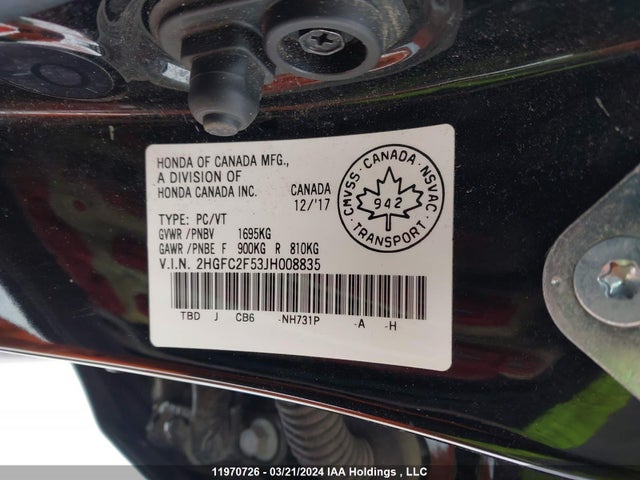 HONDA OF CANADA MFG.,
A DIVISION OF
HONDA CANADA INC. CANADA
12/'17
TYPE: PC/VT
GVWR /PNBV 1695KG
GAWR /PNBE F 900KG R 810KG
V.I.N. 2HGFC2F53JH008835
TBD J CB6 -NH731P -A -H
CMVSS · CANADA · NSVAC
942
TRANSPORT
11970726 - 03/21/2024 IAA Holdings , LLC